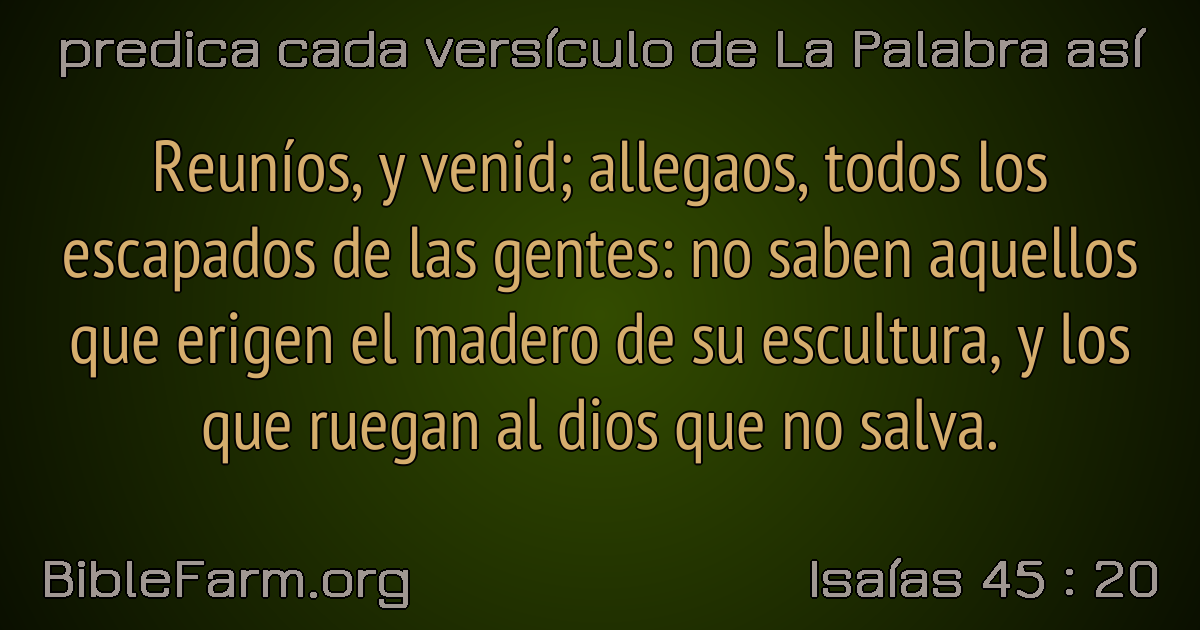 predica cada versículo de La Palabra así
Reuníos, y venid; allegaos, todos los
escapados de las gentes: no saben aquellos
que erigen el madero de su escultura, y los
que ruegan al dios que no salva.
BibleFarm.org
Isaías 45 : 20